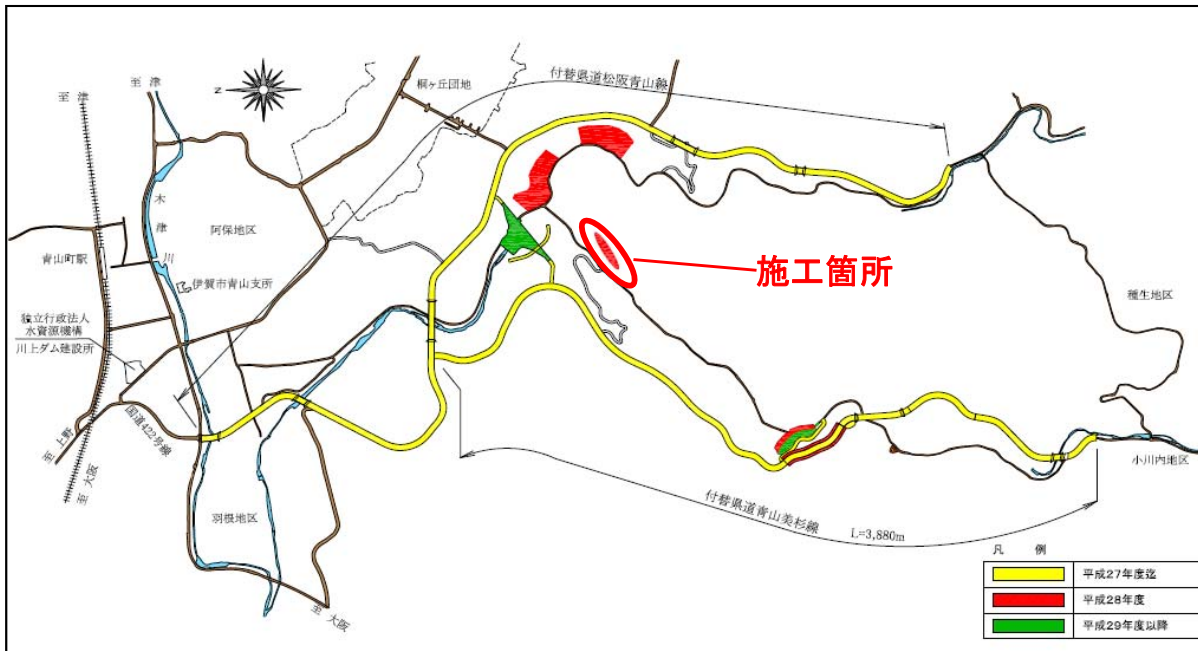 至 津
至 津
桐ヶ丘団地
付替県道松阪青山線
N
木津川
阿保地区
青山町駅
伊賀市青山支所
独立行政法人
水資源機構
川上ダム建設所
施工箇所
種生地区
国道422号線
至 上野
至 大阪
羽根地区
小川内地区
付替県道青山美杉線
L=3,880m
至 大阪
凡 例
平成27年度迄
平成28年度
平成29年度以降